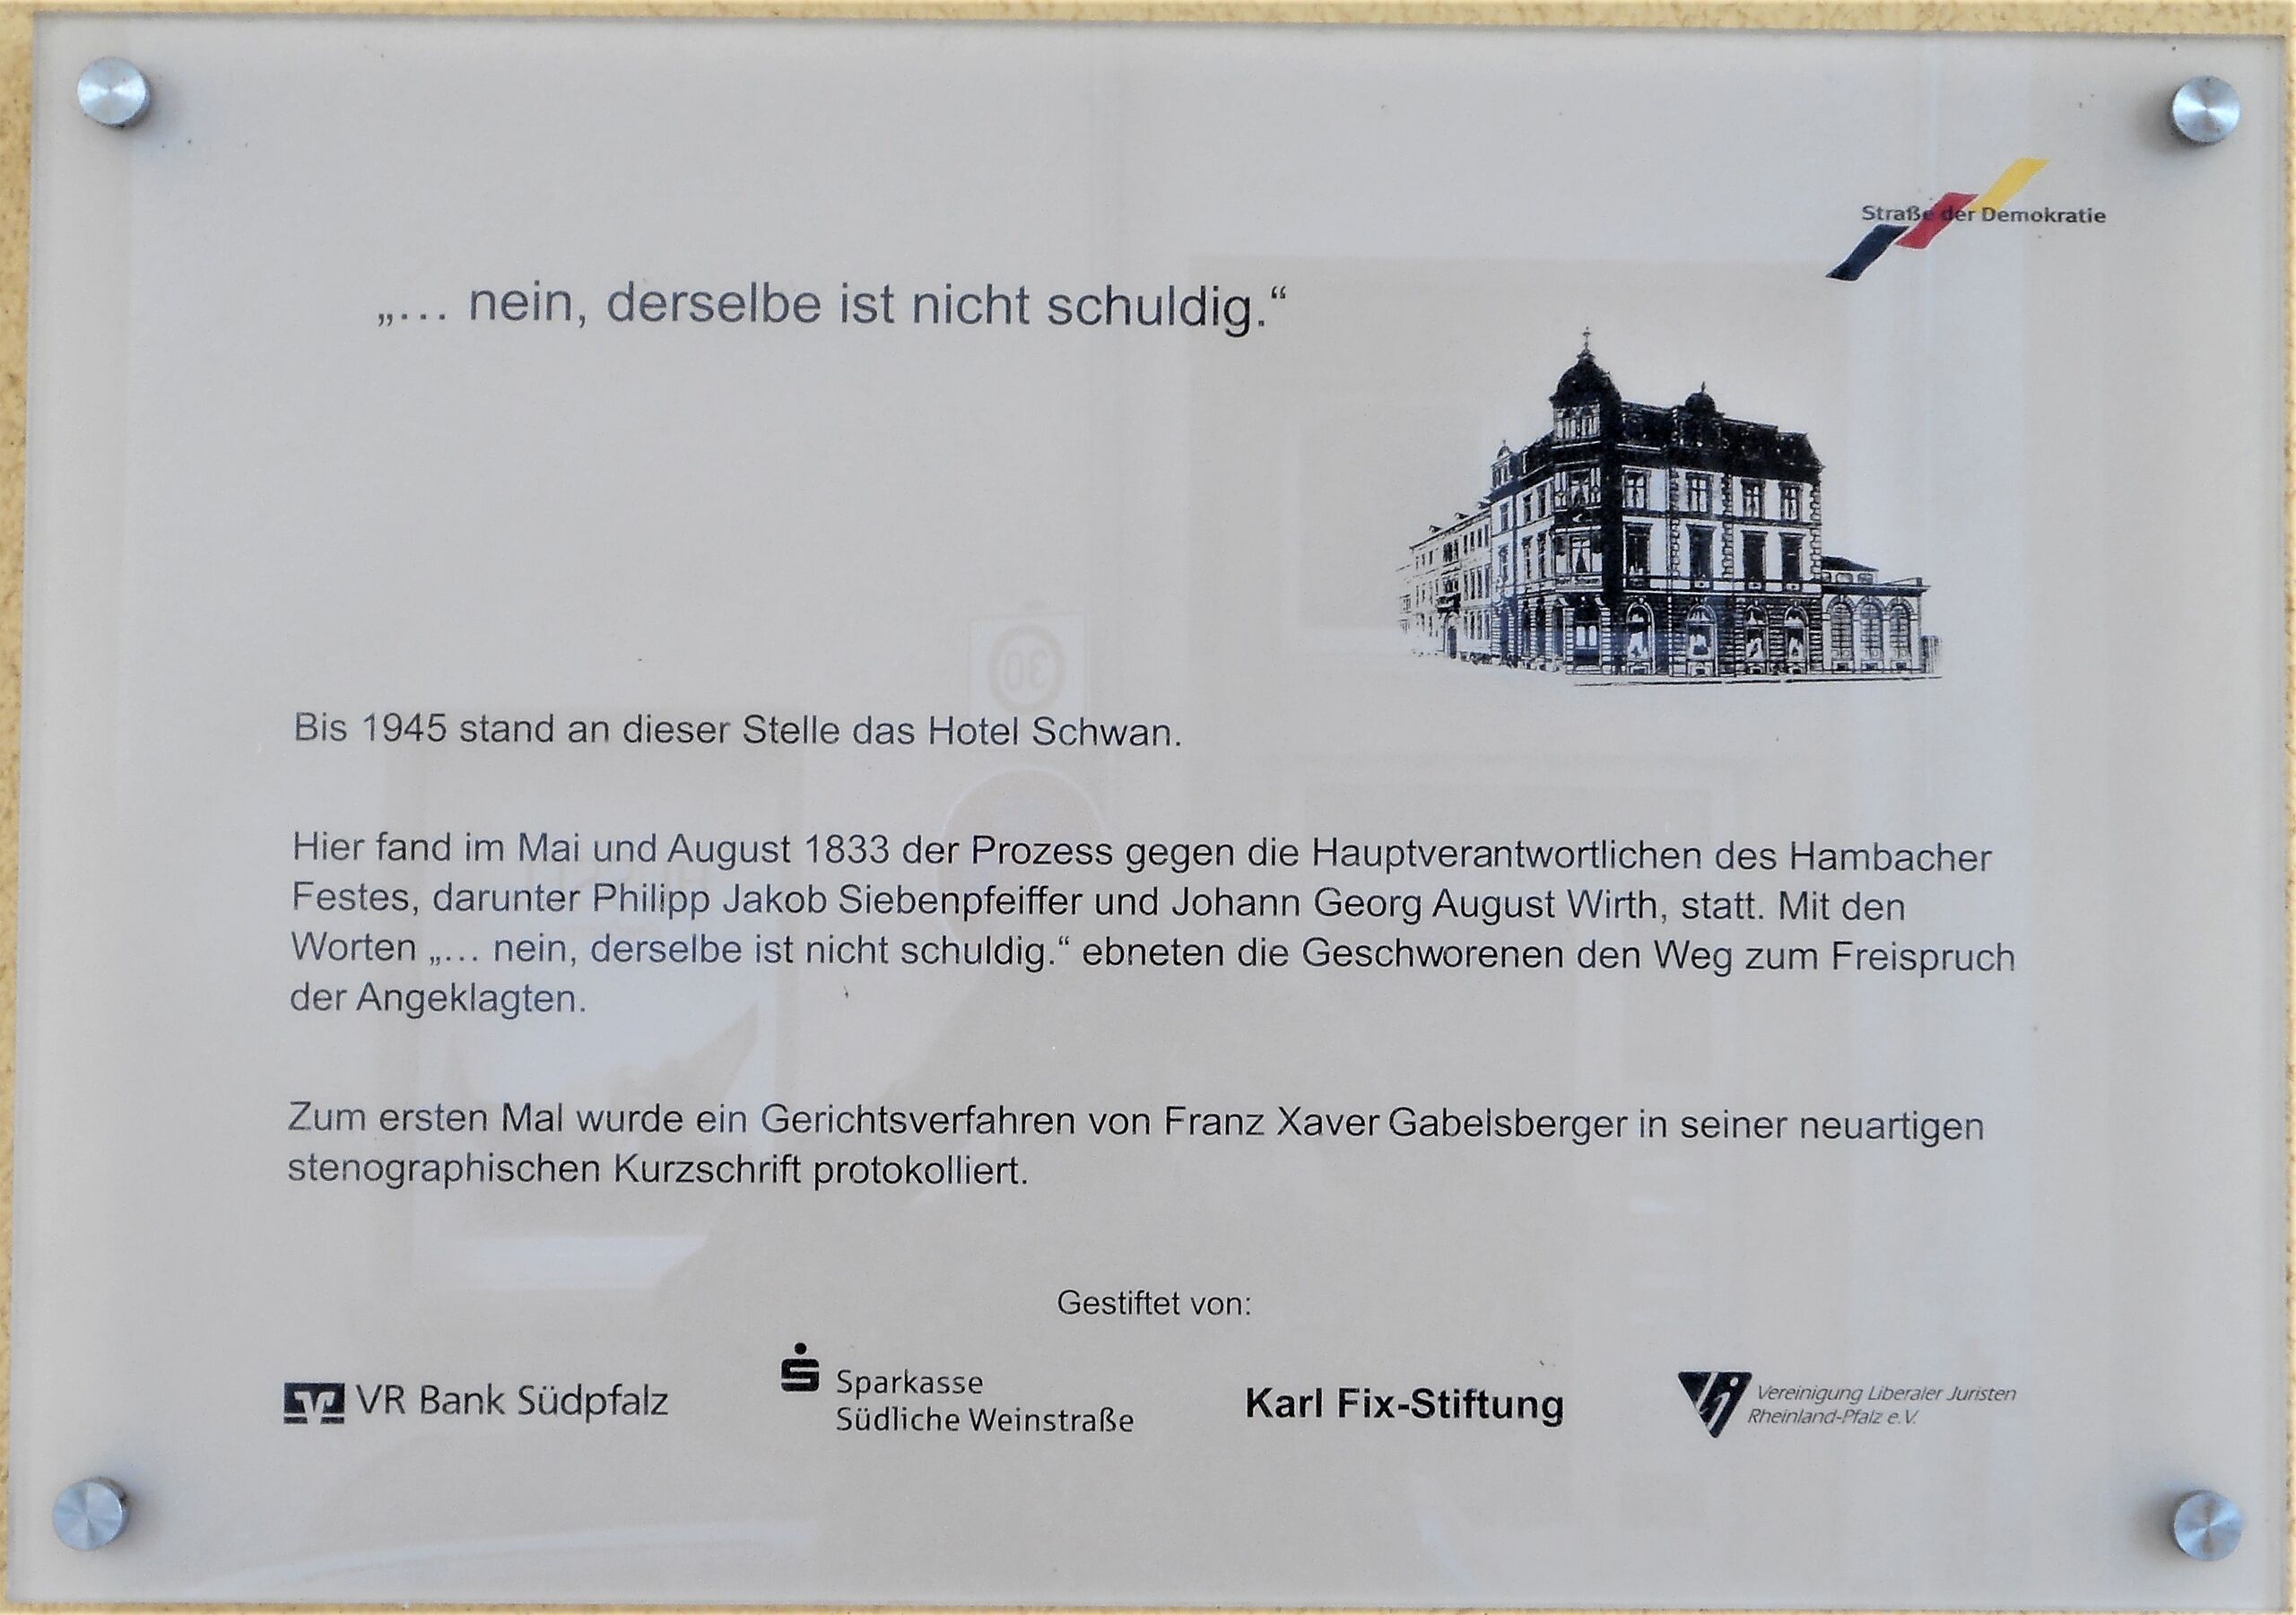 Straße der Demokratie
„… nein, derselbe ist nicht schuldig.“
30
Bis 1945 stand an dieser Stelle das Hotel Schwan.
Hier fand im Mai und August 1833 der Prozess gegen die Hauptverantwortlichen des Hambacher
Festes, darunter Philipp Jakob Siebenpfeiffer und Johann Georg August Wirth, statt. Mit den
Worten „… nein, derselbe ist nicht schuldig.“ ebneten die Geschworenen den Weg zum Freispruch
der Angeklagten.
Zum ersten Mal wurde ein Gerichtsverfahren von Franz Xaver Gabelsberger in seiner neuartigen
stenographischen Kurzschrift protokolliert.
Gestiftet von:
VR Bank Südpfalz
Sparkasse
Südliche Weinstraße
Karl Fix-Stiftung
Vereinigung Liberaler Juristen
Rheinland-Pfalz e.V.